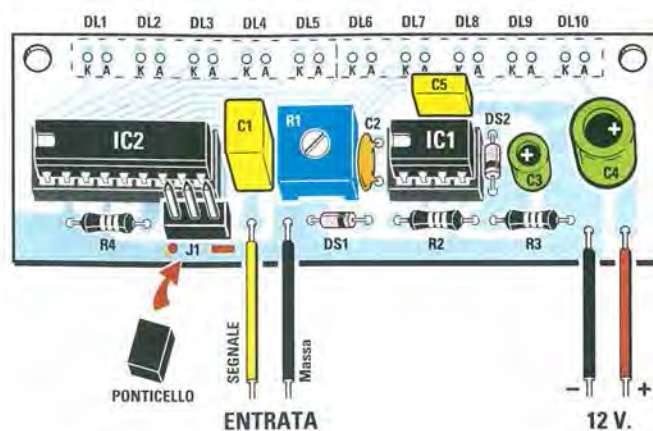 DL1 DL2 DL3 DL4 DL5 DL6 DL7 DL8 DL9 DL10
K A K A K A K A K A K A K A K A K A K A
C5
C1 R1 C2 DS2
IC2 IC1
+ +
C3 C4
R4 J1 DS1 R2 R3
SEGNALE
Massa
PONTICELLO
− +
ENTRATA 12 V.